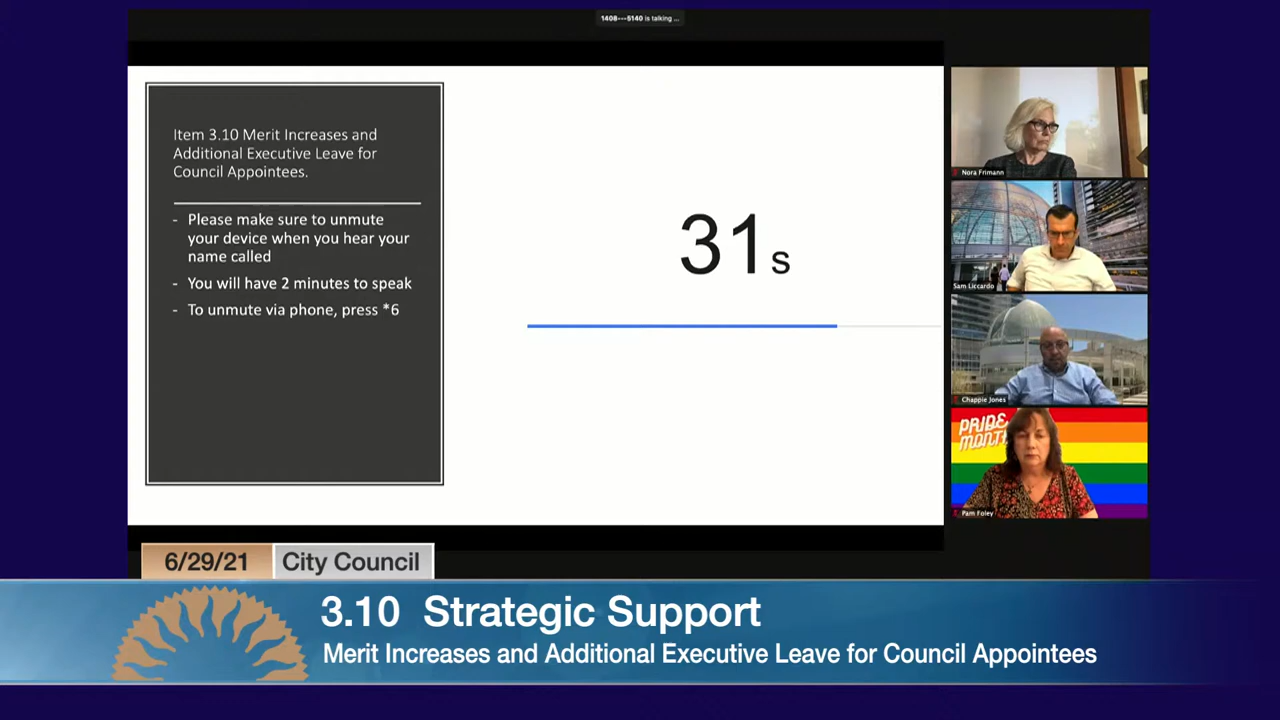 1408---5140 is talking ...
Item 3.10 Merit Increases and
Additional Executive Leave for
Council Appointees.
- Please make sure to unmute
your device when you hear your
name called
- You will have 2 minutes to speak
- To unmute via phone, press *6
31s
Nora Frimann
Sam Liccardo
Chappie Jones
PRIDE
MONTH
Pam Foley
6/29/21 City Council
3.10 Strategic Support
Merit Increases and Additional Executive Leave for Council Appointees